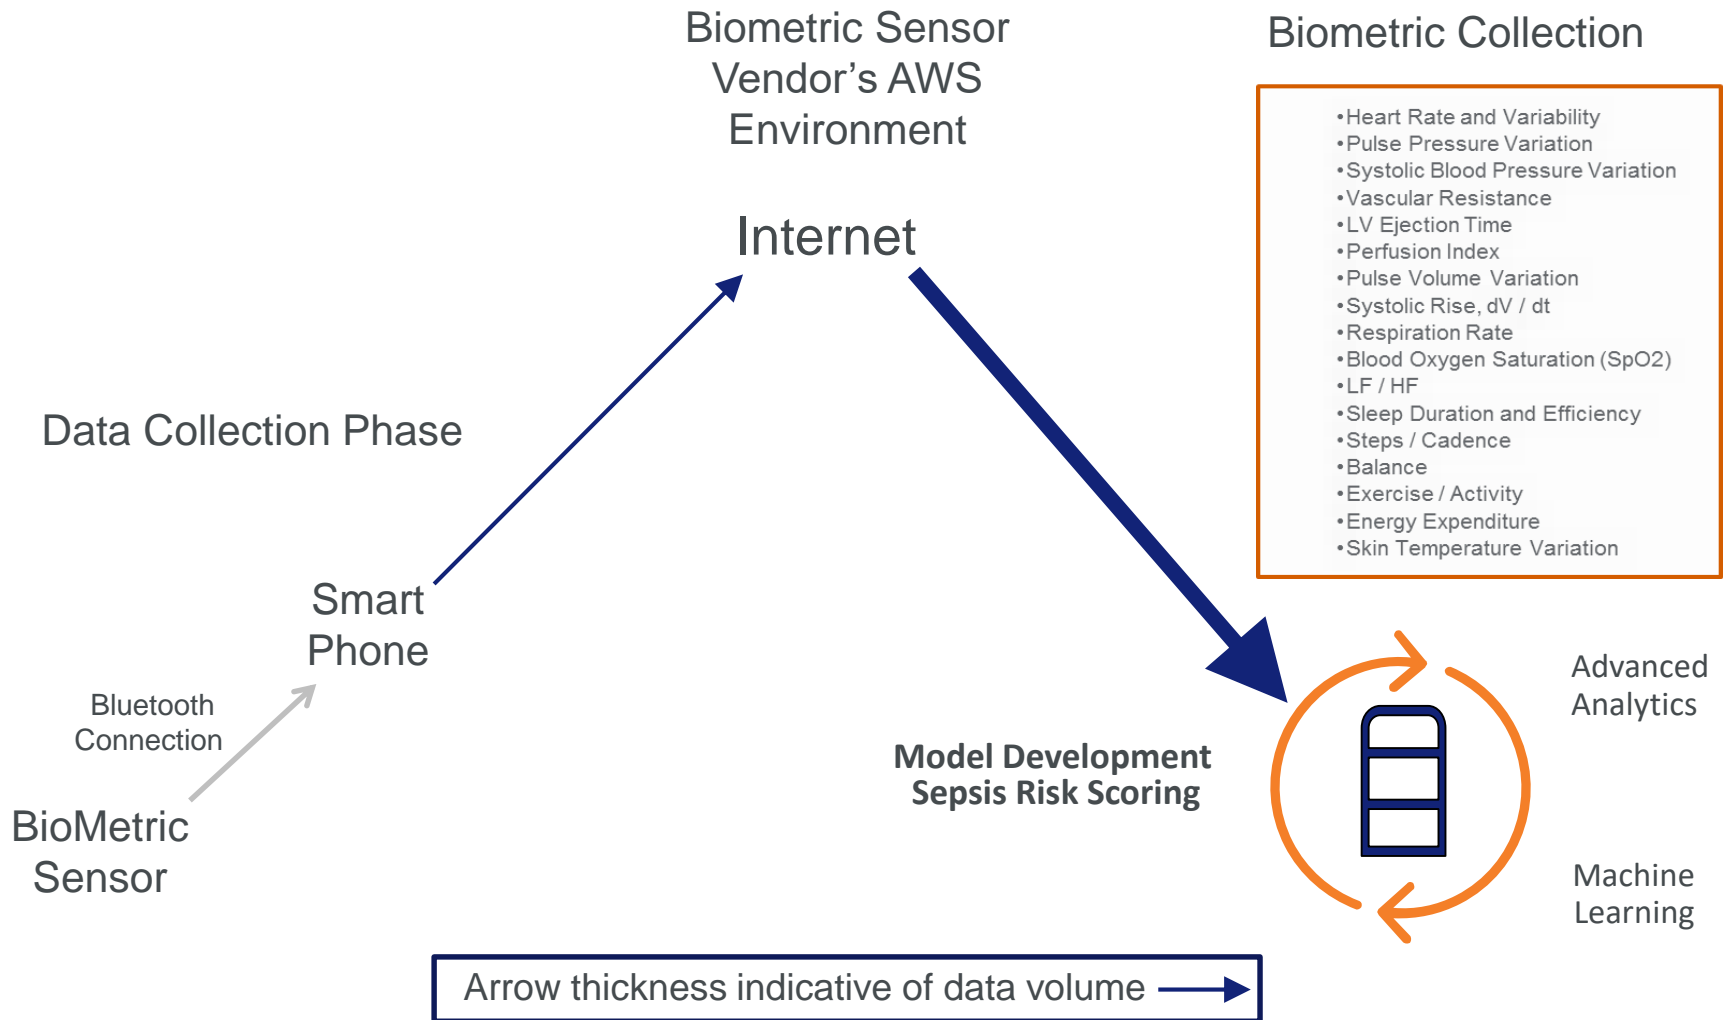 Biometric Sensor
Vendor’s AWS
Environment
Internet
Biometric Collection
•Heart Rate and Variability
•Pulse Pressure Variation
•Systolic Blood Pressure Variation
•Vascular Resistance
•LV Ejection Time
•Perfusion Index
•Pulse Volume Variation
•Systolic Rise, dV / dt
•Respiration Rate
•Blood Oxygen Saturation (SpO2)
•LF / HF
•Sleep Duration and Efficiency
•Steps / Cadence
•Balance
•Exercise / Activity
•Energy Expenditure
•Skin Temperature Variation
Data Collection Phase
Smart
Phone
Bluetooth
Connection
BioMetric
Sensor
Model Development
Sepsis Risk Scoring
Advanced
Analytics
Machine
Learning
Arrow thickness indicative of data volume